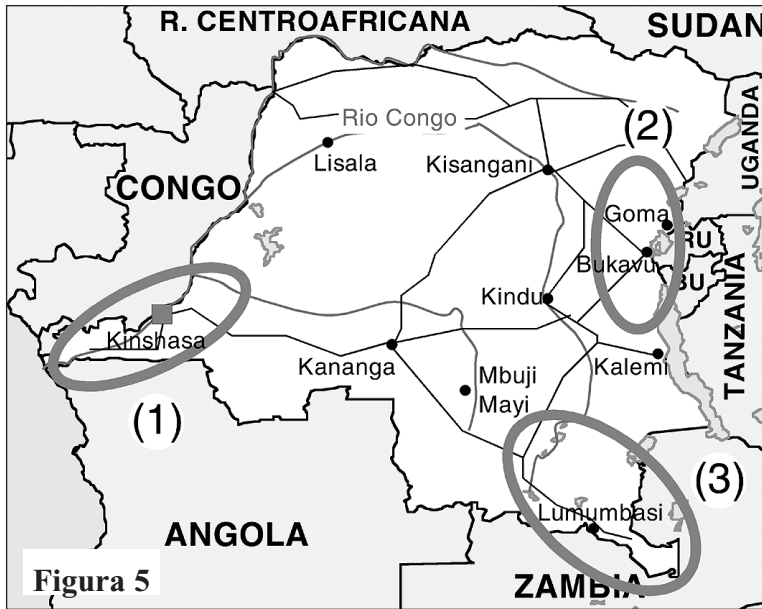 R. CENTROAFRICANA
SUDAN
UGANDA
Rio Congo
(2)
Lisala
Kisangani
CONGO
Goma
RU
Bukavu
BU
TANZANIA
Kindu
Kinshasa
Kananga
Kalemi
Mbuji
Mayi
(1)
(3)
Lumumbasi
ANGOLA
Figura 5
ZAMBIA